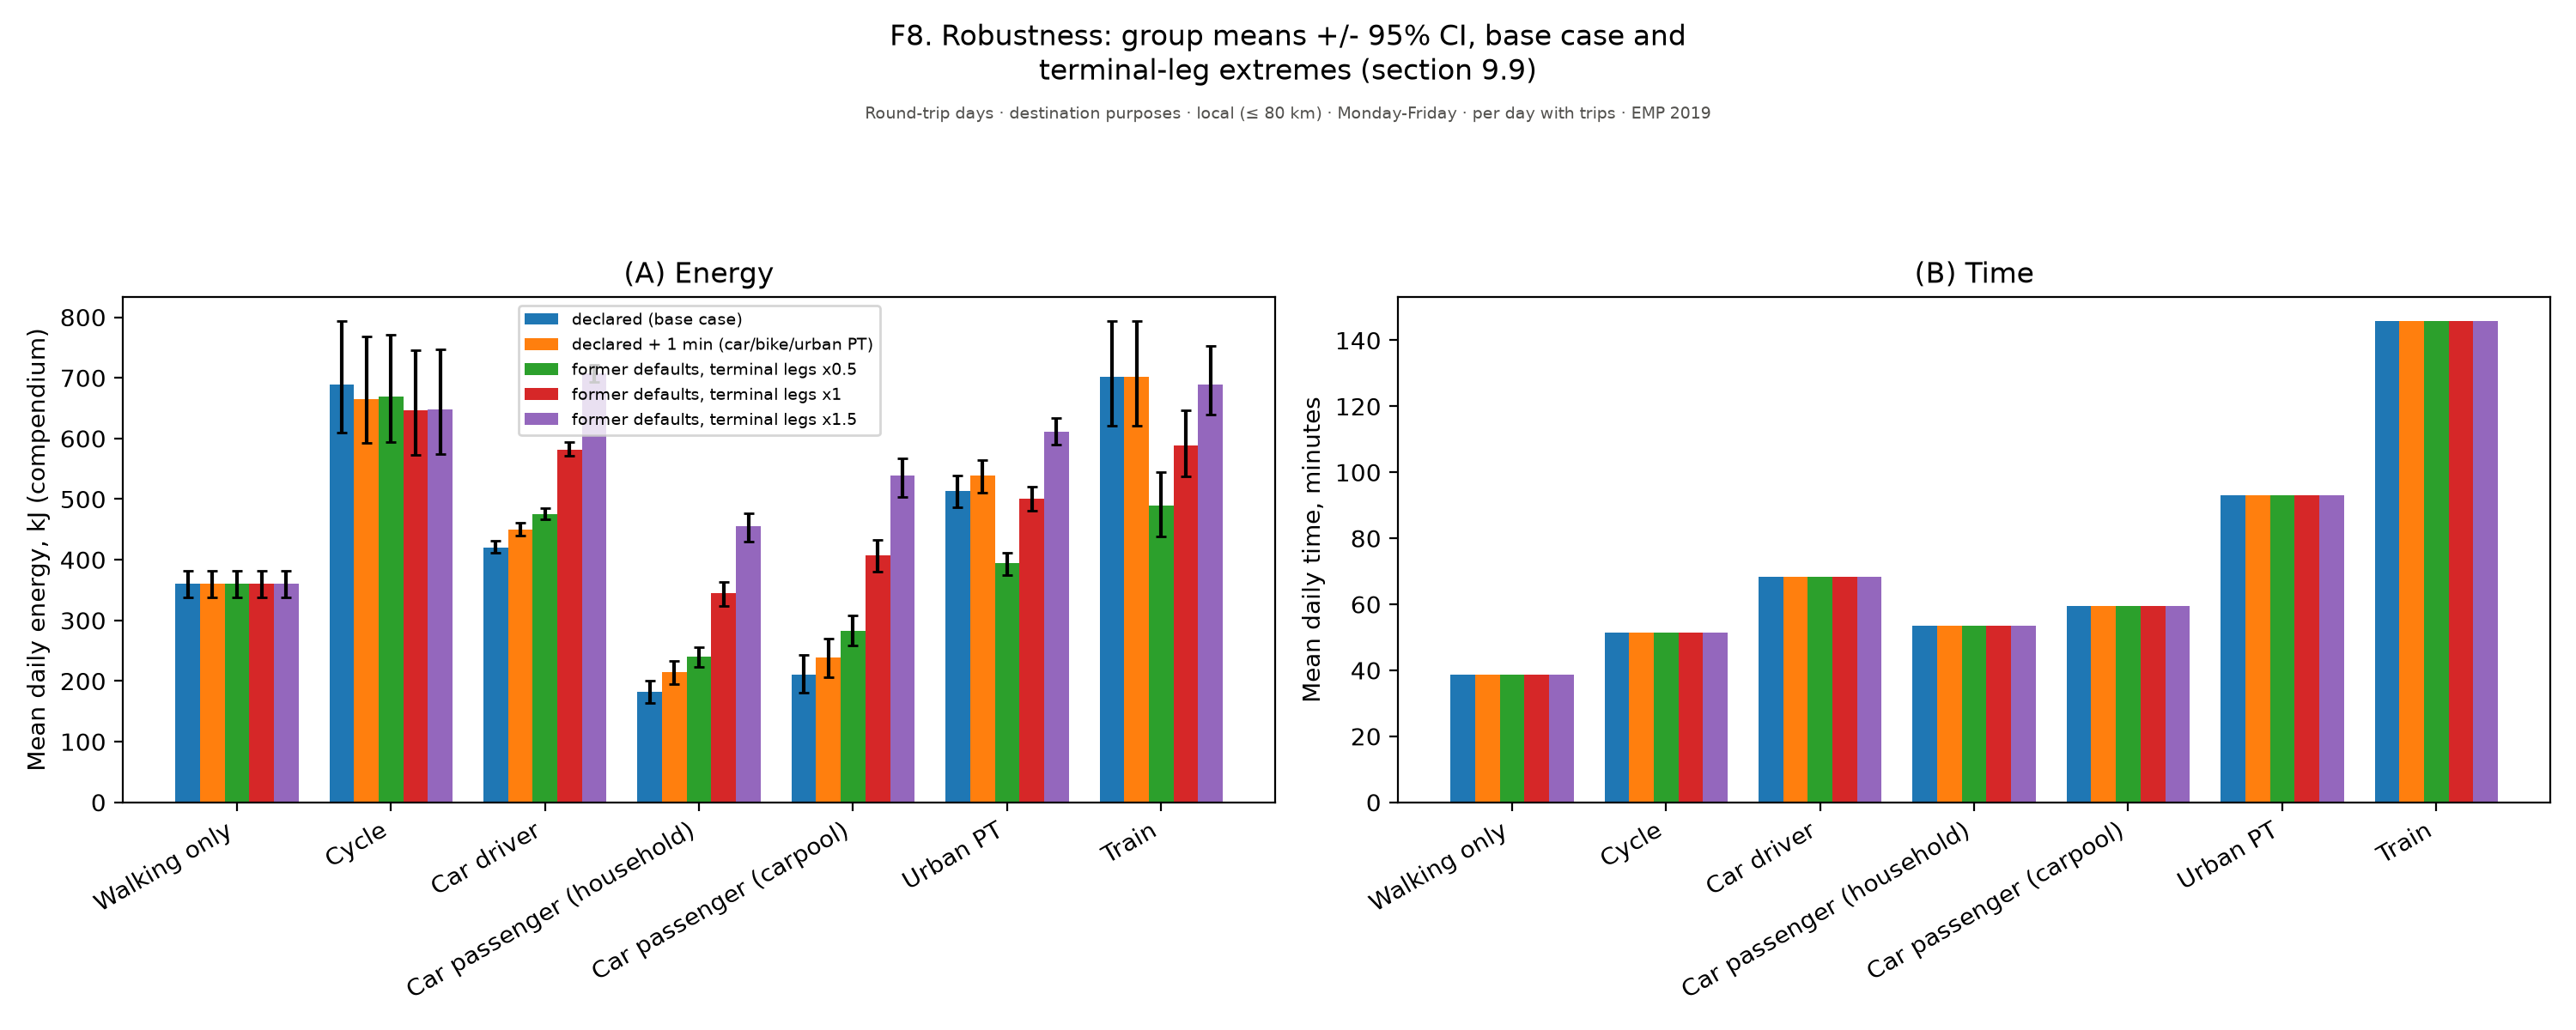 F8. Robustness: group means +/- 95% CI, base case and
terminal-leg extremes (section 9.9)
Round-trip days · destination purposes · local (≤ 80 km) · Monday-Friday · per day with trips · EMP 2019
(A) Energy
Mean daily energy, kJ (compendium)
800
700
600
500
400
300
200
100
0
declared (base case)
declared + 1 min (car/bike/urban PT)
former defaults, terminal legs x0.5
former defaults, terminal legs x1
former defaults, terminal legs x1.5
Walking only
Cycle
Car driver
Car passenger (household)
Car passenger (carpool)
Urban PT
Train
(B) Time
Mean daily time, minutes
140
120
100
80
60
40
20
0
Walking only
Cycle
Car driver
Car passenger (household)
Car passenger (carpool)
Urban PT
Train